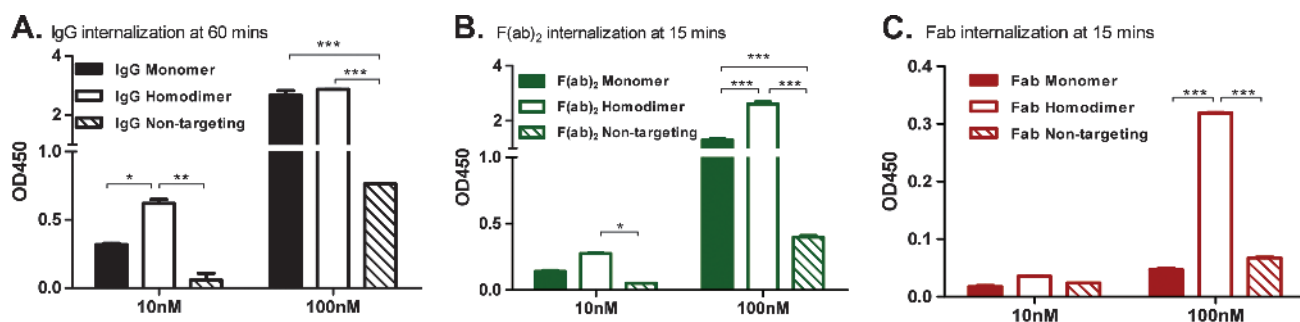 A. IgG internalization at 60 mins
4
2
1.0
0.5
0.0
OD450
IgG Monomer
IgG Homodimer
IgG Non-targeting
*
**
***
***
10nM
100nM
B. F(ab)2 internalization at 15 mins
4
2
1.0
0.5
0.0
OD450
F(ab)2 Monomer
F(ab)2 Homodimer
F(ab)2 Non-targeting
*
***
***
***
10nM
100nM
C. Fab internalization at 15 mins
0.4
0.3
0.2
0.1
0.0
OD450
Fab Monomer
Fab Homodimer
Fab Non-targeting
***
***
10nM
100nM